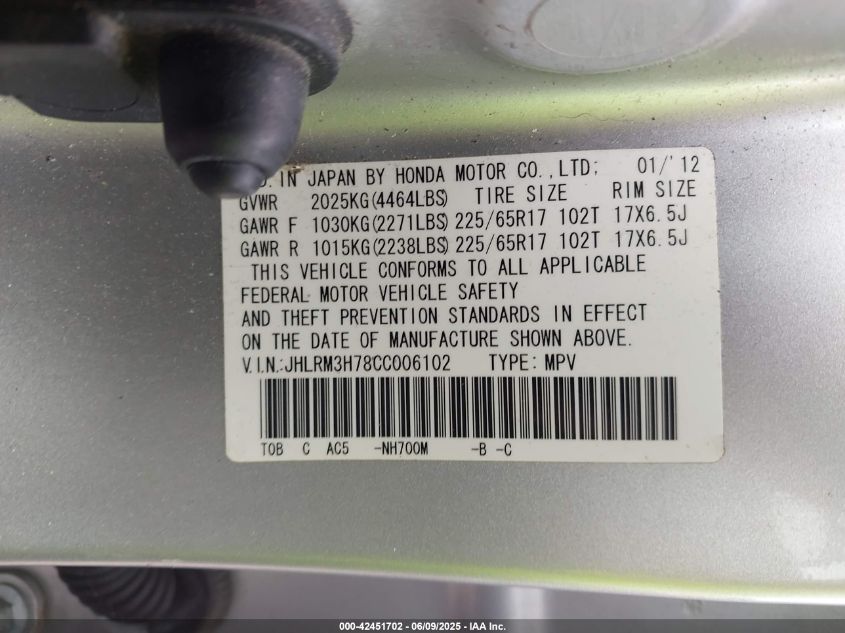 D. IN JAPAN BY HONDA MOTOR CO.,LTD; 01/'12
GVWR 2025KG(4464LBS) TIRE SIZE RIM SIZE
GAWR F 1030KG(2271LBS) 225/65R17 102T 17X6.5J
GAWR R 1015KG(2238LBS) 225/65R17 102T 17X6.5J
THIS VEHICLE CONFORMS TO ALL APPLICABLE
FEDERAL MOTOR VEHICLE SAFETY
AND THEFT PREVENTION STANDARDS IN EFFECT
ON THE DATE OF MANUFACTURE SHOWN ABOVE.
V.I.N.:JHLRM3H78CC006102 TYPE: MPV
TOB C AC5 -NH700M -B -C
000-42451702 - 06/09/2025 - IAA Inc.